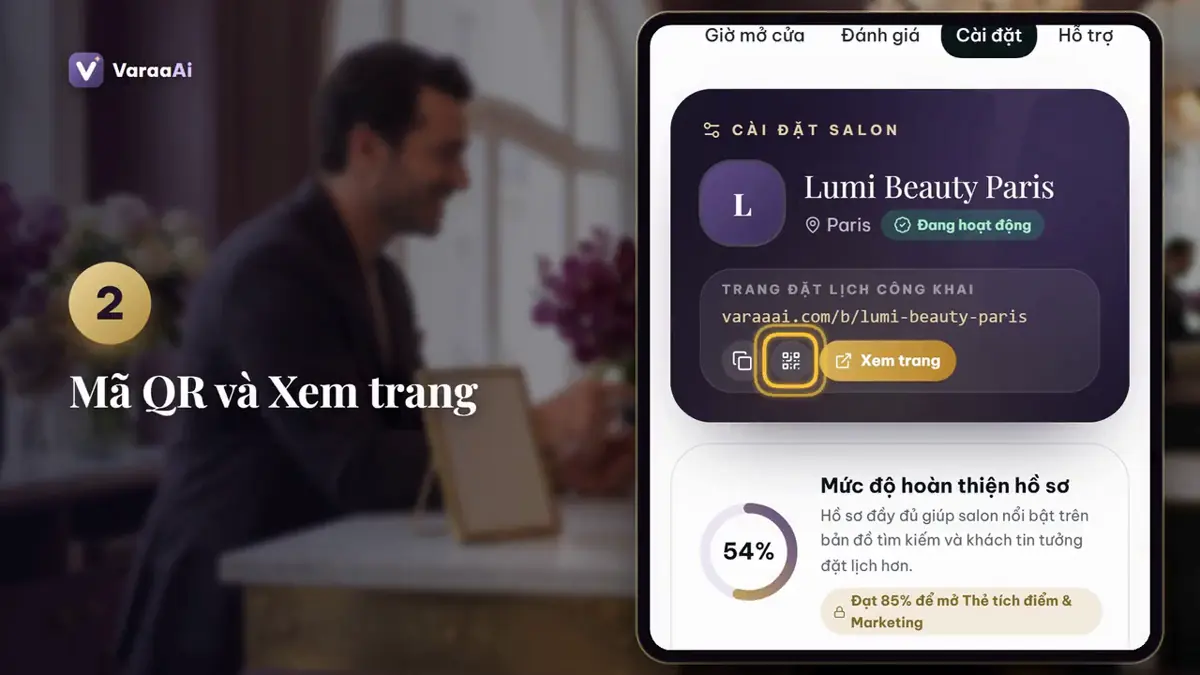 VaraaAi
2
Mã QR và Xem trang
Giờ mở cửa Đánh giá Cài đặt Hỗ trợ
CÀI ĐẶT SALON
L
Lumi Beauty Paris
Paris Đang hoạt động
TRANG ĐẶT LỊCH CÔNG KHAI
varaaai.com/b/lumi-beauty-paris
Xem trang
54%
Mức độ hoàn thiện hồ sơ
Hồ sơ đầy đủ giúp salon nổi bật trên
bản đồ tìm kiếm và khách tin tưởng
đặt lịch hơn.
Đạt 85% để mở Thẻ tích điểm &
Marketing